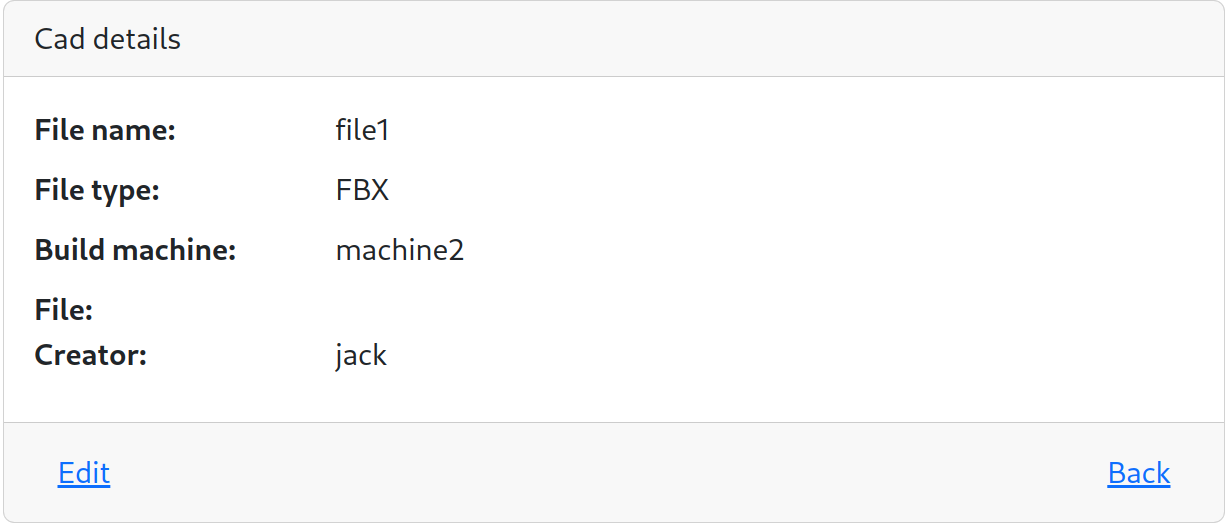 Cad details
File name: file1
File type: FBX
Build machine: machine2
File:
Creator: jack
Edit Back